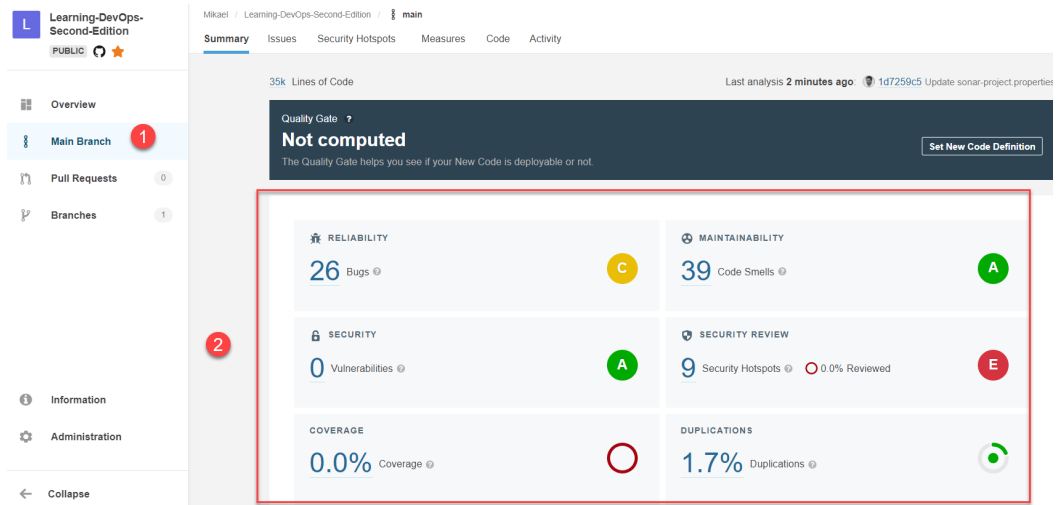 L
Learning-DevOps-
Second-Edition
PUBLIC
Overview
Main Branch
1
Pull Requests
0
Branches
1
Information
Administration
Collapse
Mikael / Learning-DevOps-Second-Edition / main
Summary Issues Security Hotspots Measures Code Activity
35k Lines of Code
Last analysis 2 minutes ago: 1d7259c5 Update sonar-project.properties
Quality Gate ?
Not computed
The Quality Gate helps you see if your New Code is deployable or not.
Set New Code Definition
2
RELIABILITY
26 Bugs ?
C
MAINTAINABILITY
39 Code Smells ?
A
SECURITY
0 Vulnerabilities ?
A
SECURITY REVIEW
9 Security Hotspots ? 0.0% Reviewed
E
COVERAGE
0.0% Coverage ?
DUPLICATIONS
1.7% Duplications ?